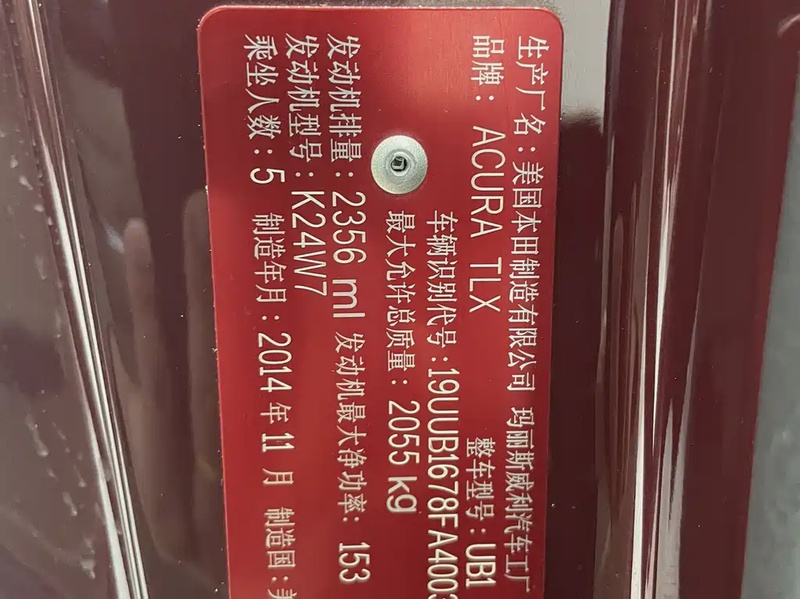 生产厂名：美国本田制造有限公司 玛丽斯威利汽车工厂
品牌： ACURA TLX 整车型号：UB1
车辆识别代号：19UUB1678FA4003
最大允许总质量： 2055 kg
发动机排量： 2356 ml 发动机最大净功率： 153
发动机型号：K24W7
乘坐人数：5 制造年月：2014 年 11 月 制造国：美